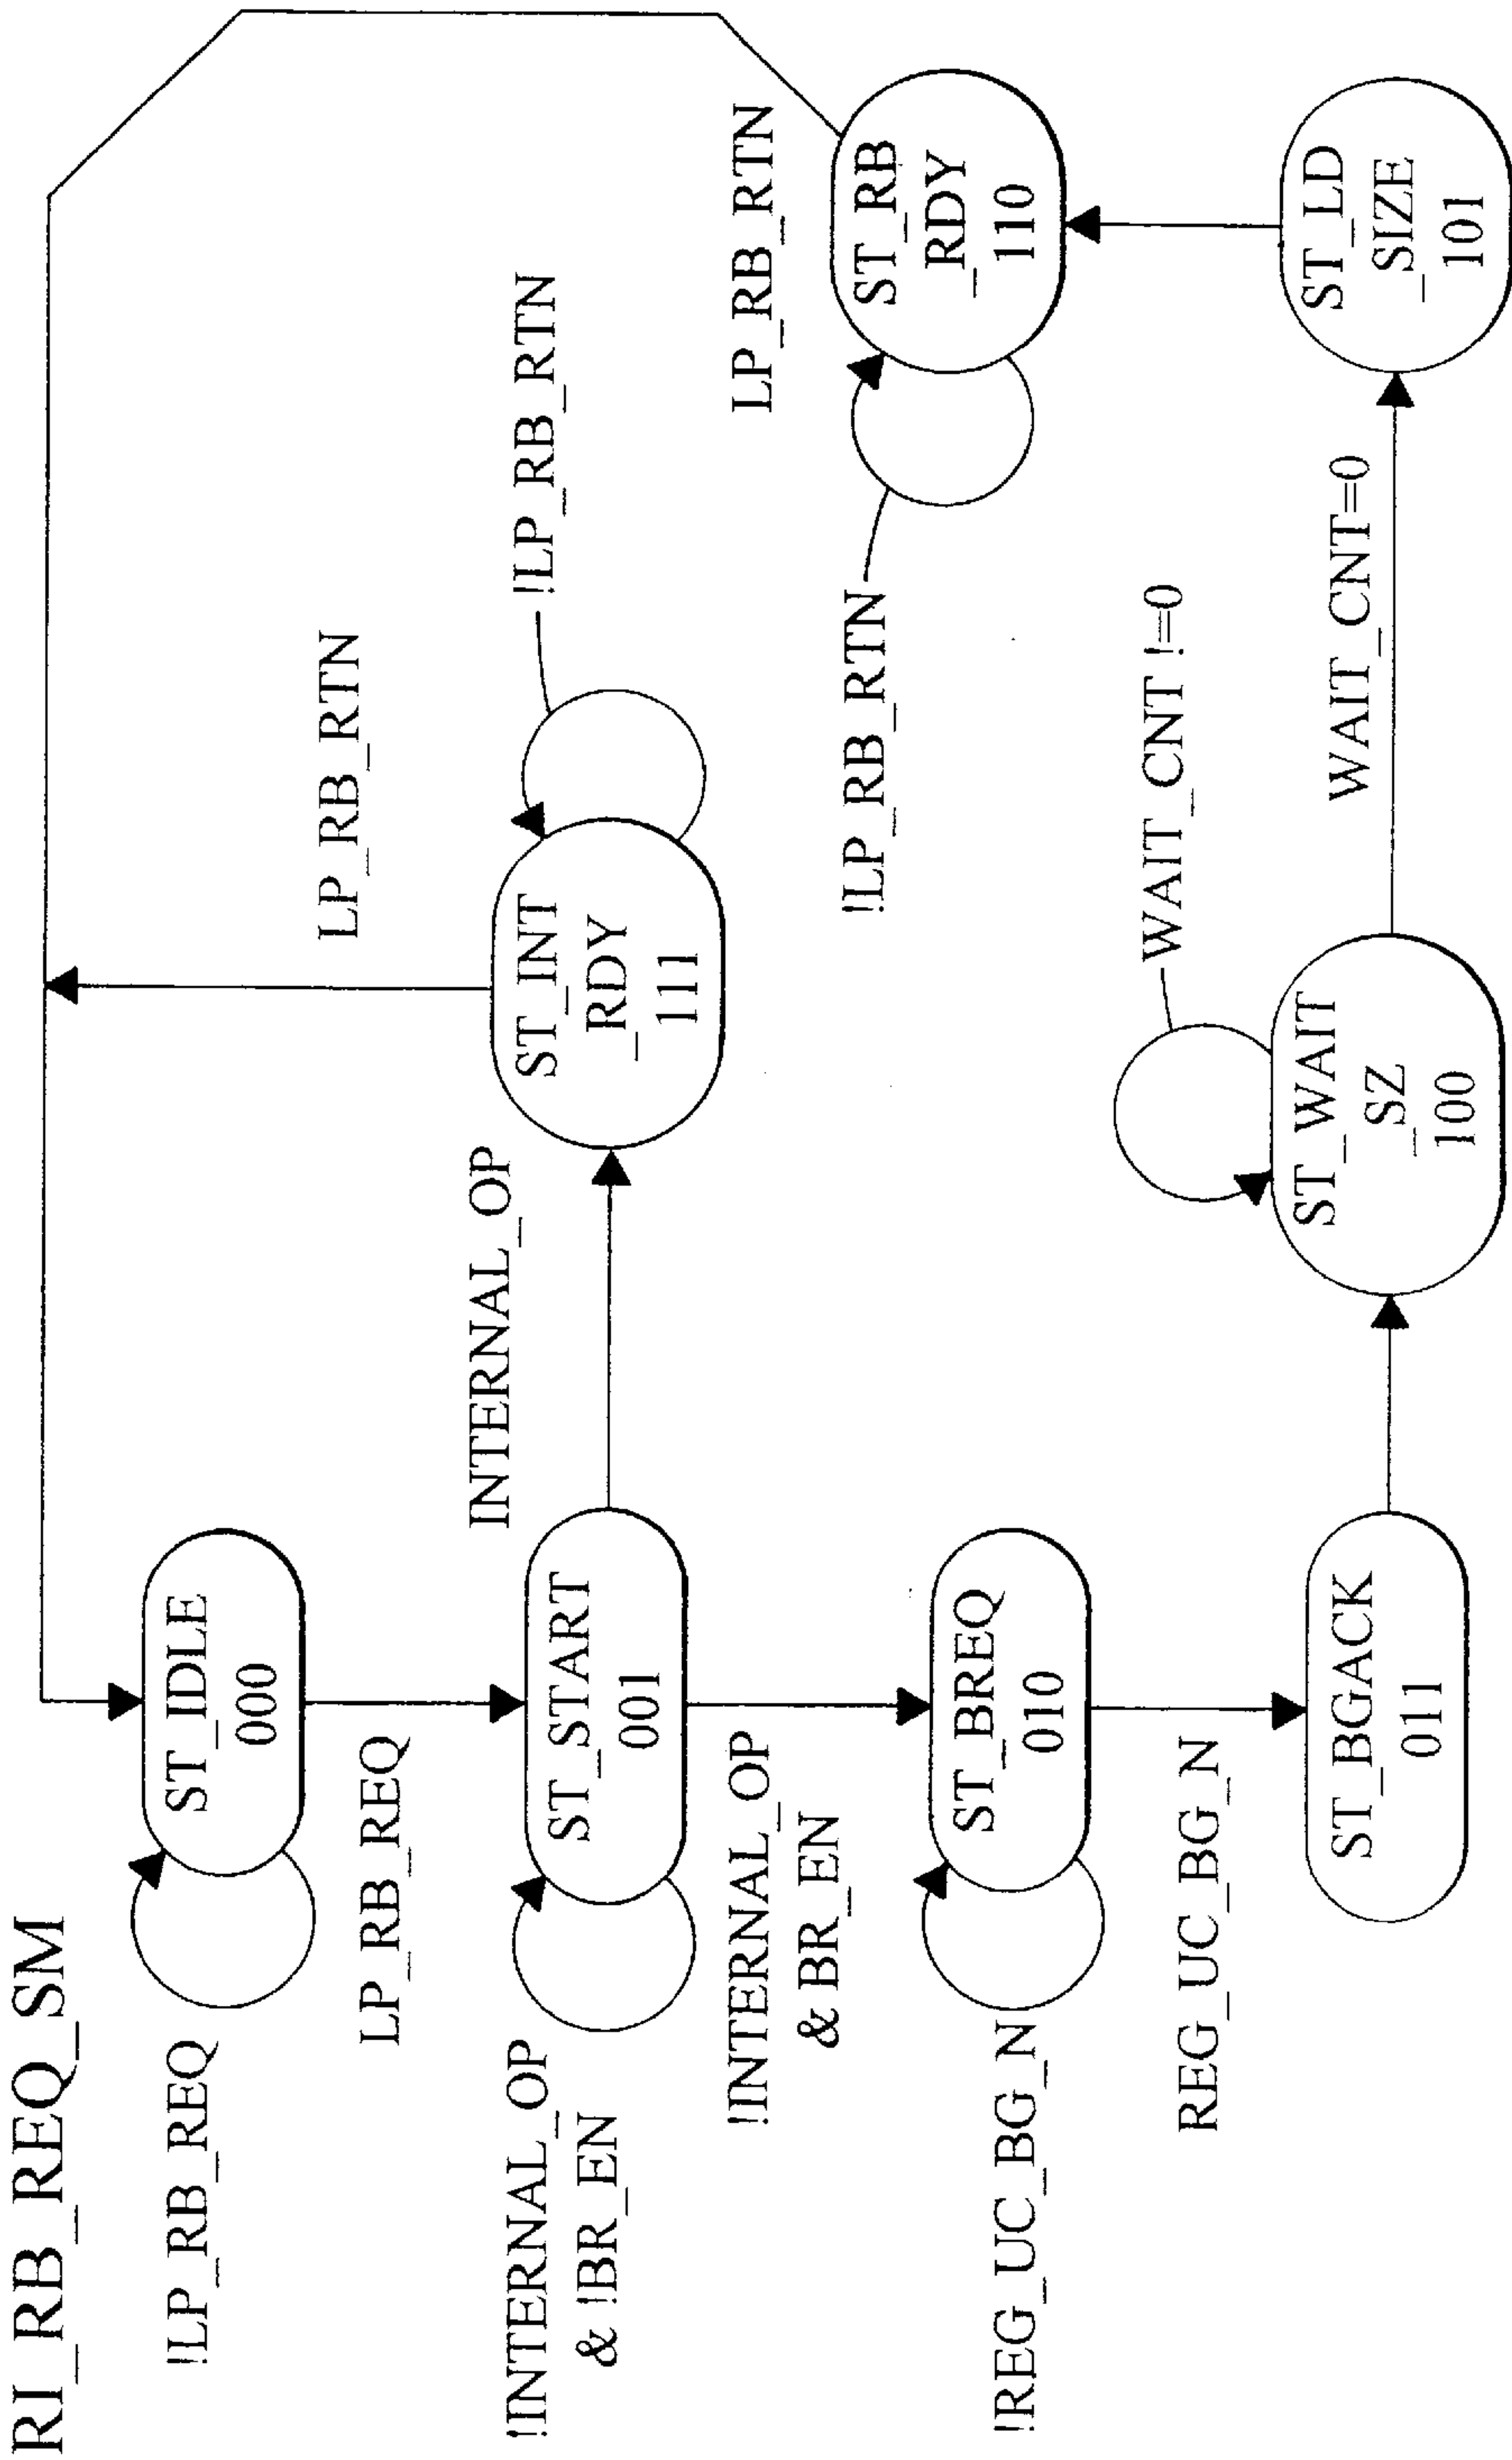 RI_RB_REQ_SM
!LP_RB_REQ
ST_IDLE
000
LP_RB_REQ
!INTERNAL_OP
& !BR_EN
ST_START
001
INTERNAL_OP
ST_INT
_RDY
111
LP_RB_RTN
!LP_RB_RTN
!INTERNAL_OP
& BR_EN
!REG_UC_BG_N
ST_BREQ
010
REG_UC_BG_N
ST_BGACK
011
ST_WAIT
_SZ
100
WAIT_CNT !=0
WAIT_CNT=0
ST_LD
_SIZE
101
!LP_RB_RTN
ST_RB
_RDY
110
LP_RB_RTN